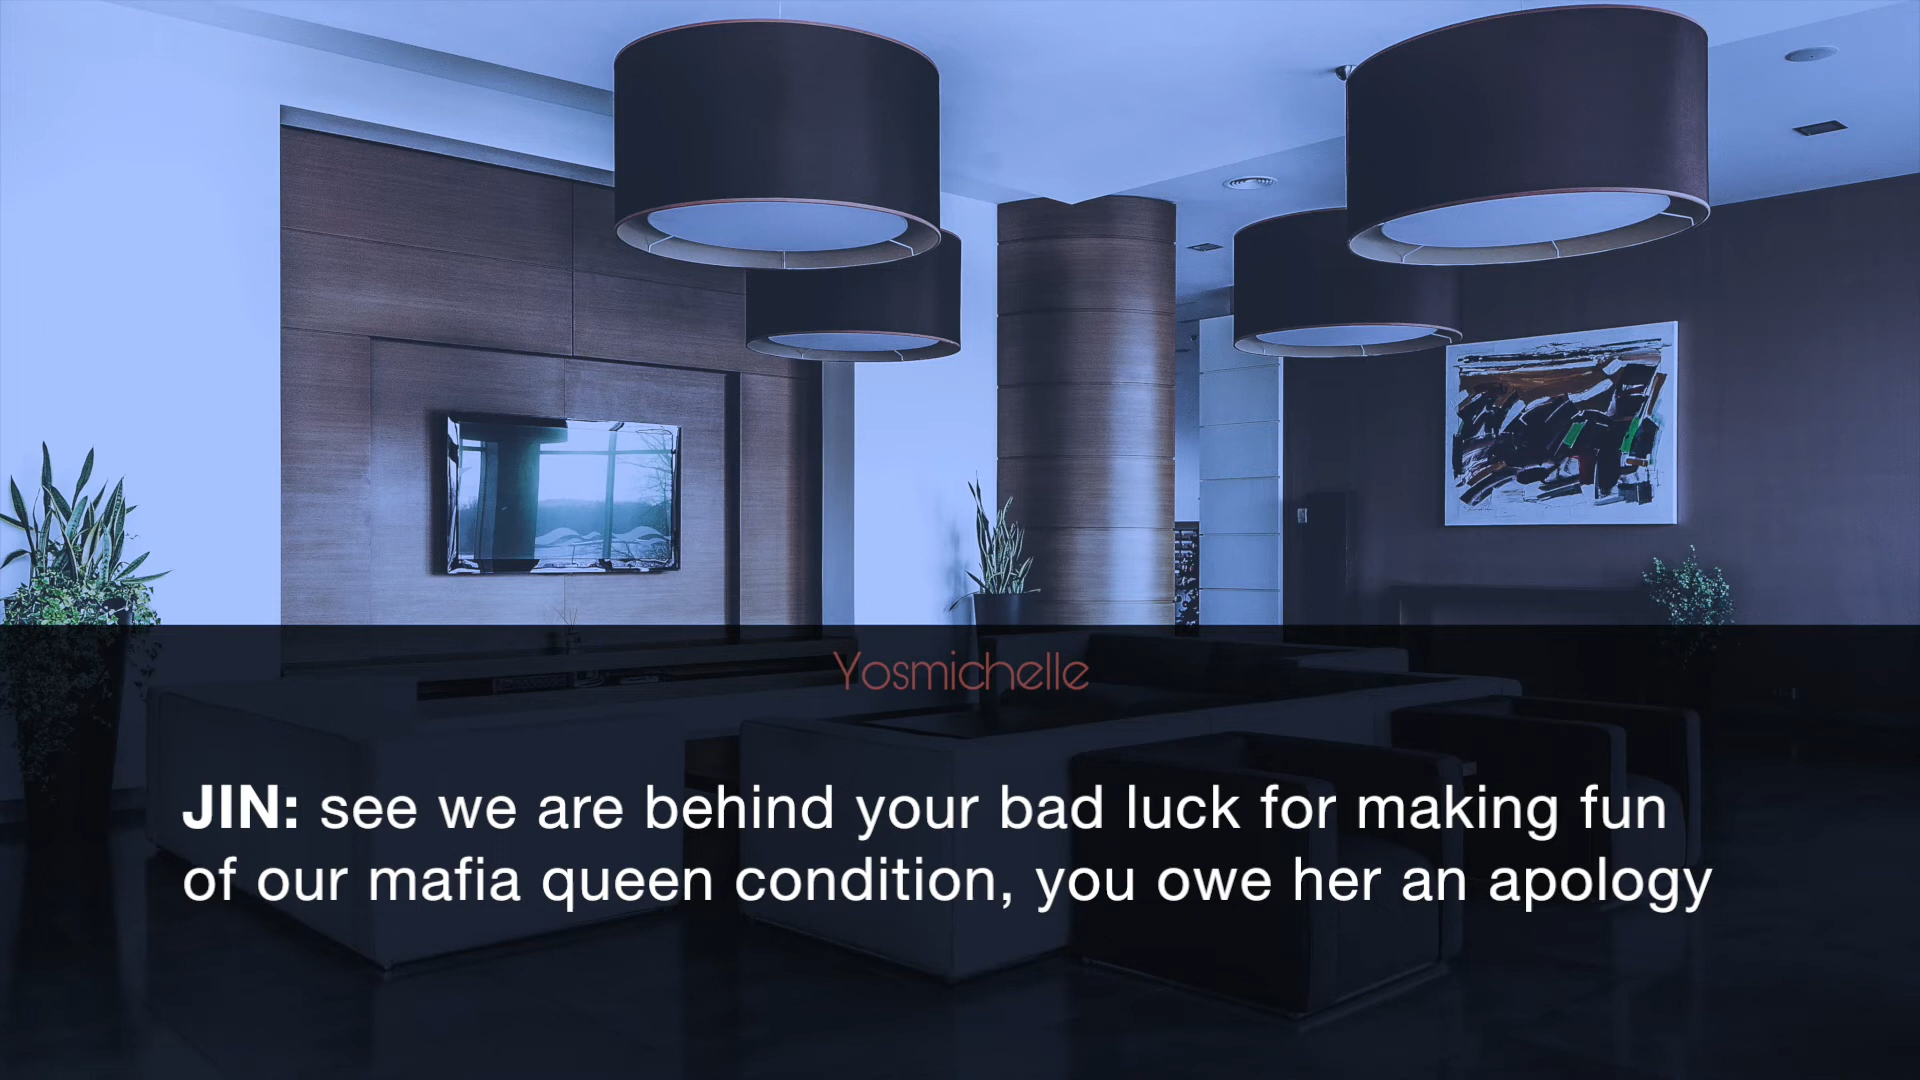 Yosmichelle
JIN: see we are behind your bad luck for making fun
of our mafia queen condition, you owe her an apology